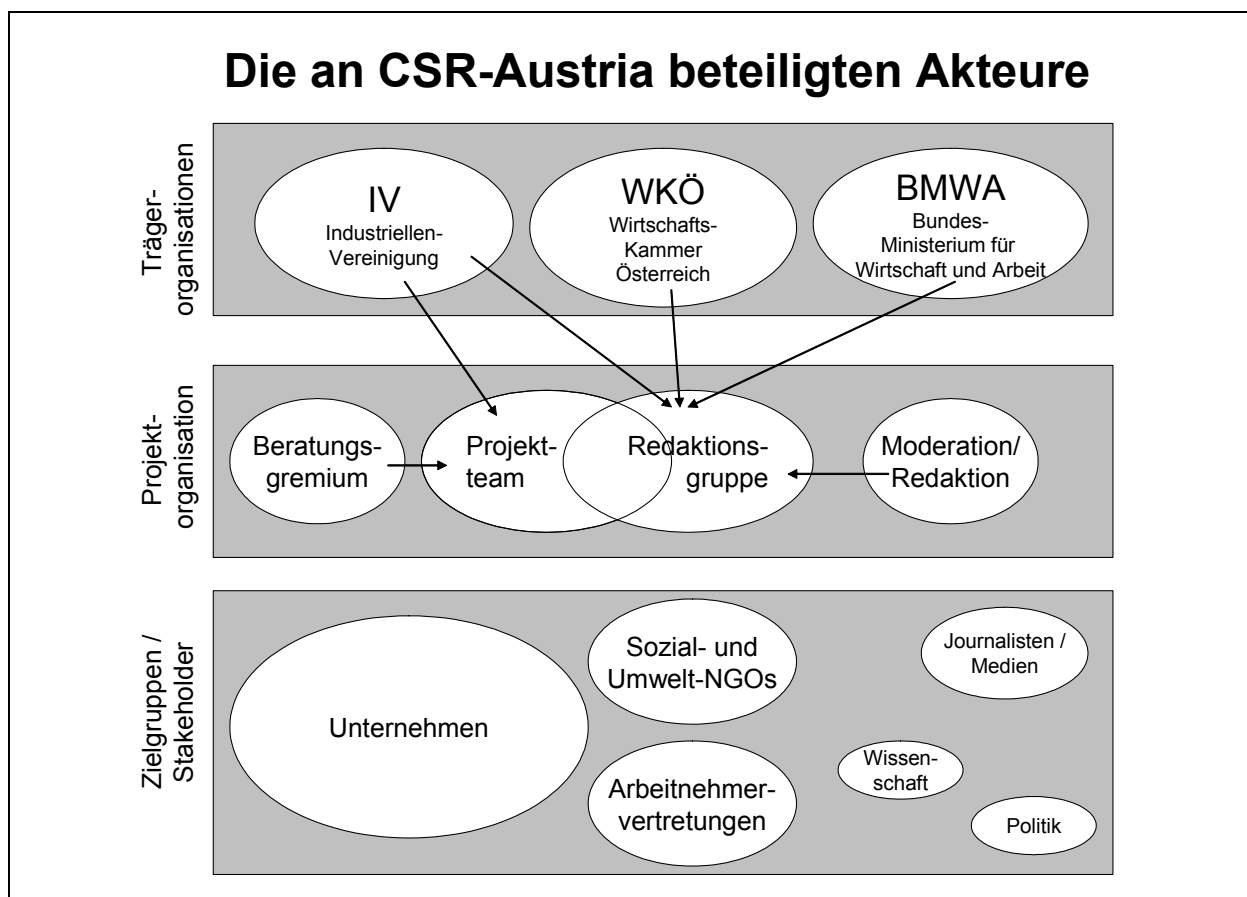 Die an CSR-Austria beteiligten Akteure
Träger-
organisationen
IV
Industriellen-
Vereinigung
WKÖ
Wirtschafts-
Kammer
Österreich
BMWA
Bundes-
Ministerium für
Wirtschaft und Arbeit
Projekt-
organisation
Beratungs-
gremium
Projekt-
team
Redaktions-
gruppe
Moderation/
Redaktion
Zielgruppen /
Stakeholder
Unternehmen
Sozial- und
Umwelt-NGOs
Arbeitnehmer-
vertretungen
Journalisten /
Medien
Wissen-
schaft
Politik